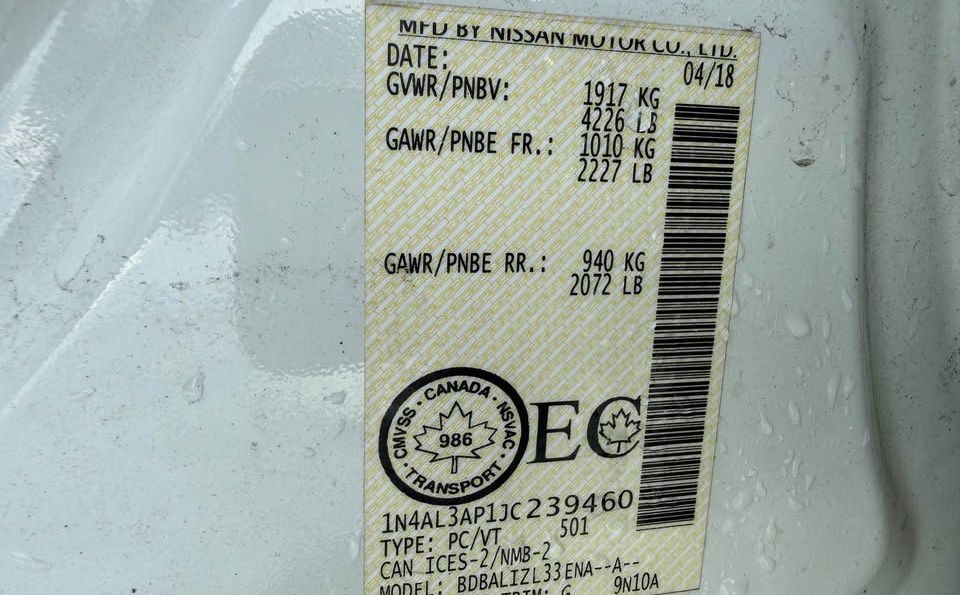 MFD BY NISSAN MOTOR CO., LTD.
DATE: 04/18
GVWR/PNBV: 1917 KG
4226 LB
GAWR/PNBE FR.: 1010 KG
2227 LB
GAWR/PNBE RR.: 940 KG
2072 LB
CANADA · NSVAC · TRANSPORT · CMVSS ·
986
EC
1N4AL3AP1JC239460
TYPE: PC/VT 501
CAN ICES-2/NMB-2
MODEL: BDBALIZL33ENA--A--
TRIM: G 9N10A